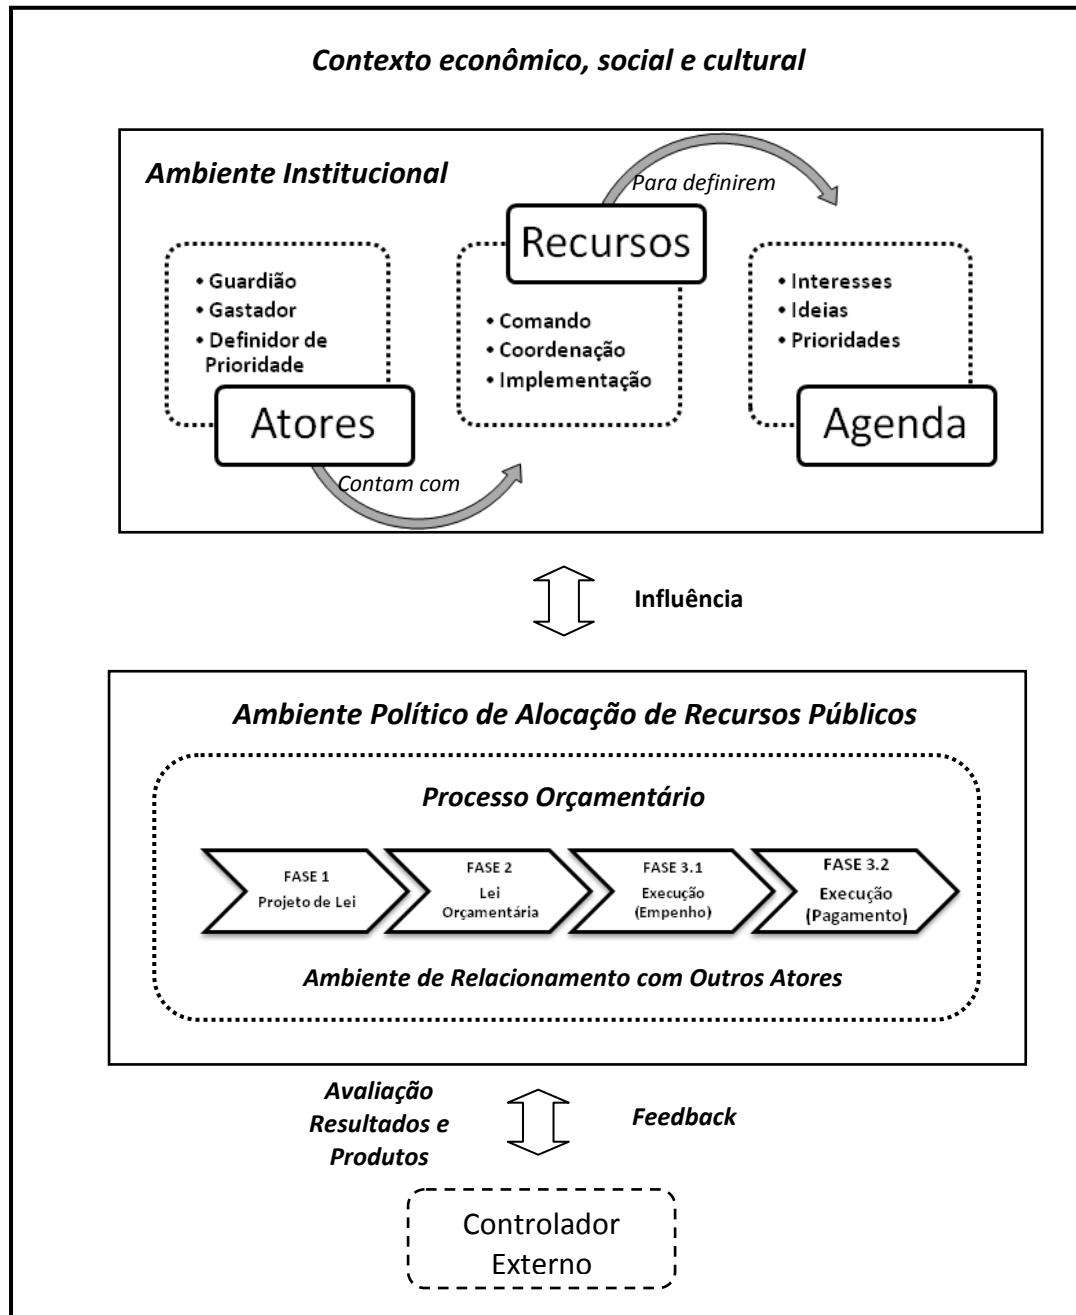 Contexto econômico, social e cultural
Ambiente Institucional
Para definirem
Recursos
• Guardião
• Gastador
• Definidor de
Prioridade
Atores
• Comando
• Coordenação
• Implementação
• Interesses
• Ideias
• Prioridades
Agenda
Contam com
Influência
Ambiente Político de Alocação de Recursos Públicos
Processo Orçamentário
FASE 1
Projeto de Lei
FASE 2
Lei
Orçamentária
FASE 3.1
Execução
(Empenho)
FASE 3.2
Execução
(Pagamento)
Ambiente de Relacionamento com Outros Atores
Avaliação
Resultados e
Produtos
Feedback
Controlador
Externo